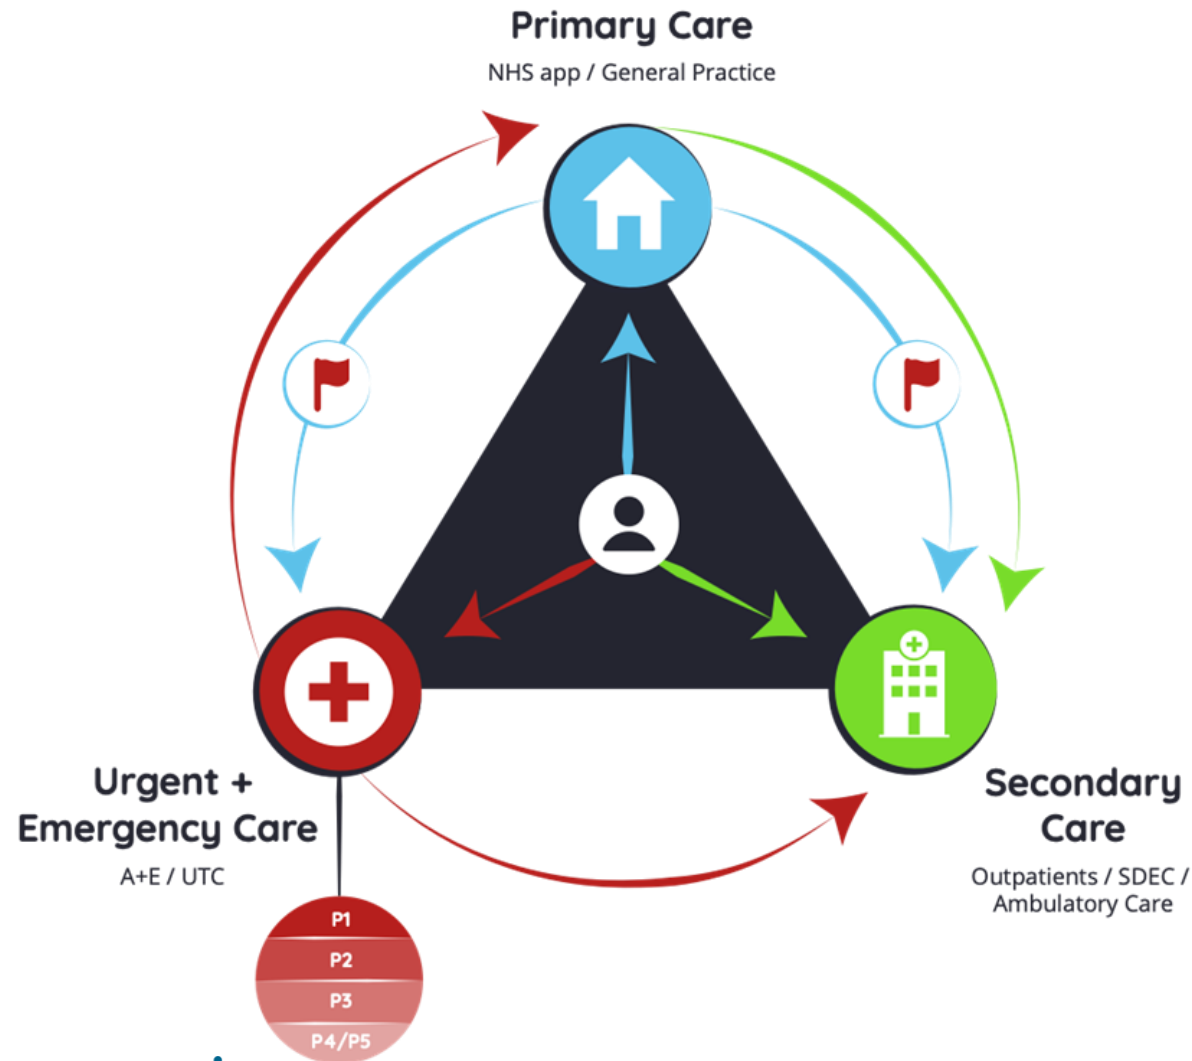 Primary Care
NHS app / General Practice
Urgent +
Emergency Care
A+E / UTC
Secondary
Care
Outpatients / SDEC /
Ambulatory Care
P1
P2
P3
P4/P5